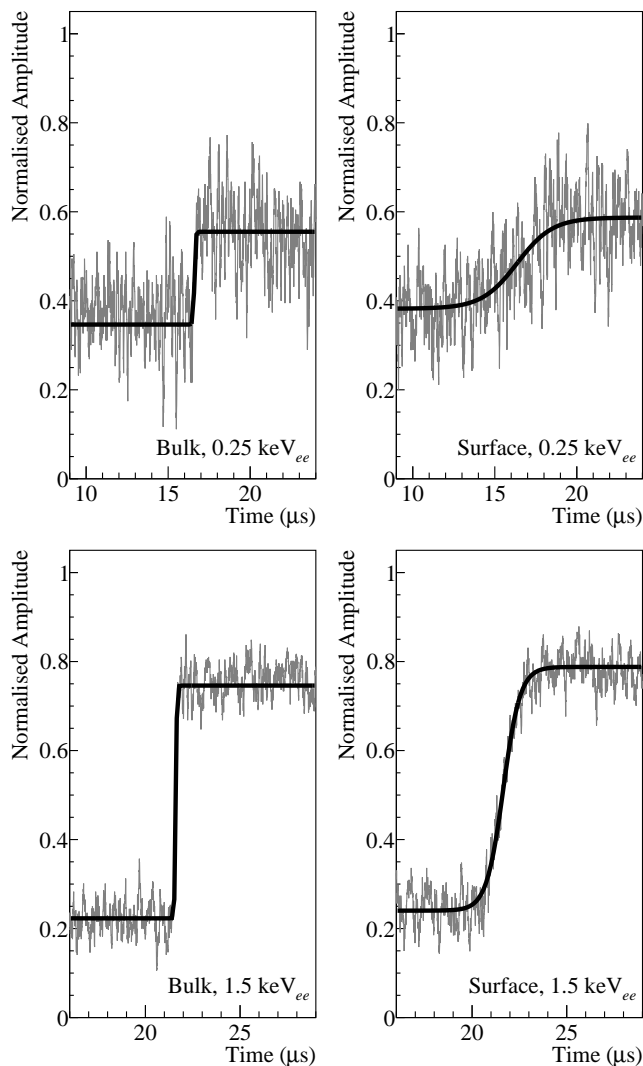 Normalised Amplitude
1
0.8
0.6
0.4
0.2
0
Bulk, 0.25 keVee
10 15 20
Time (μs)
Normalised Amplitude
1
0.8
0.6
0.4
0.2
0
Surface, 0.25 keVee
10 15 20
Time (μs)
Normalised Amplitude
1
0.8
0.6
0.4
0.2
0
Bulk, 1.5 keVee
20 25
Time (μs)
Normalised Amplitude
1
0.8
0.6
0.4
0.2
0
Surface, 1.5 keVee
20 25
Time (μs)